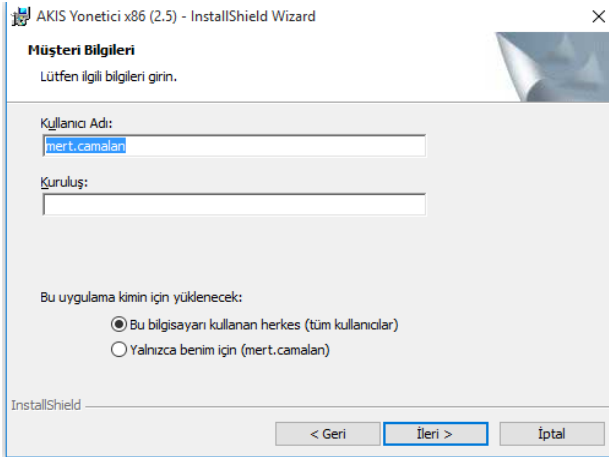 AKIS Yonetici x86 (2.5) - InstallShield Wizard
Müşteri Bilgileri
Lütfen ilgili bilgileri girin.
Kullanıcı Adı:
mert.camalan
Kuruluş:
Bu uygulama kimin için yüklenecek:
Bu bilgisayarı kullanan herkes (tüm kullanıcılar)
Yalnızca benim için (mert.camalan)
InstallShield
< Geri
İleri >
İptal